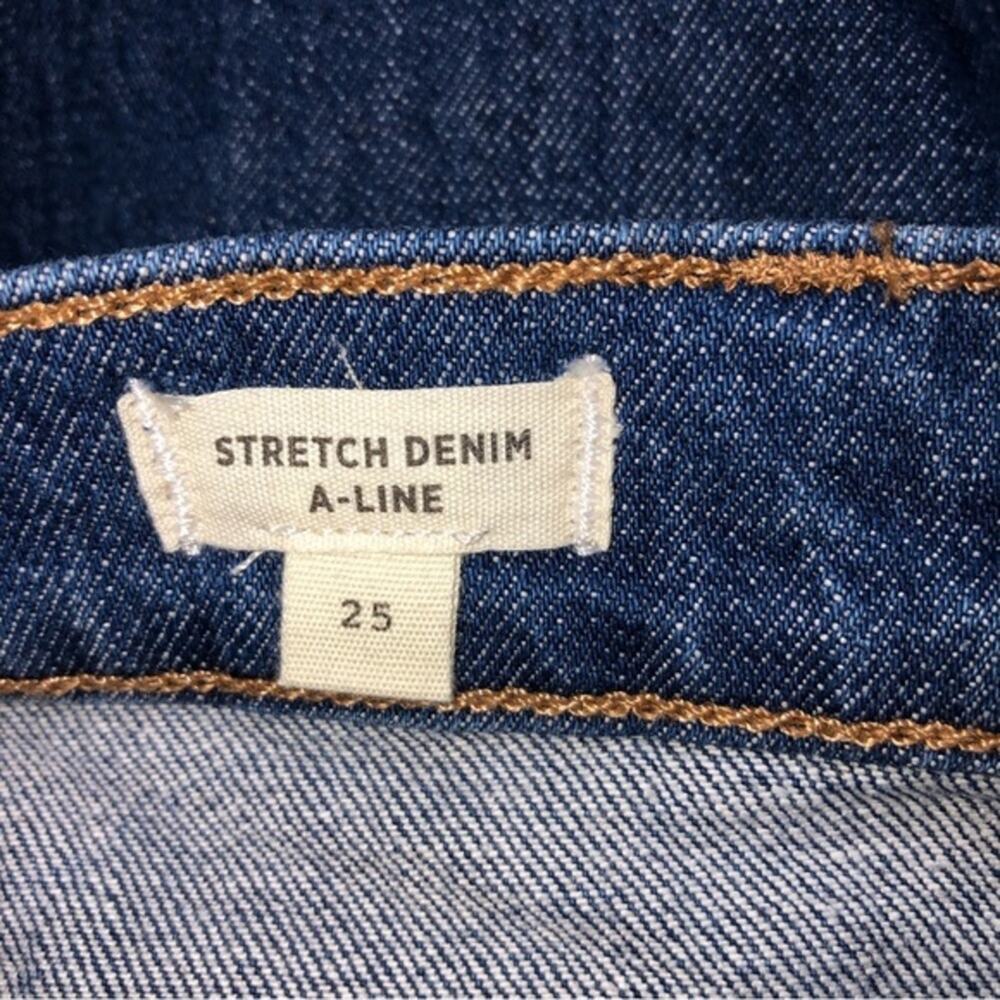 STRETCH DENIM
A-LINE
25